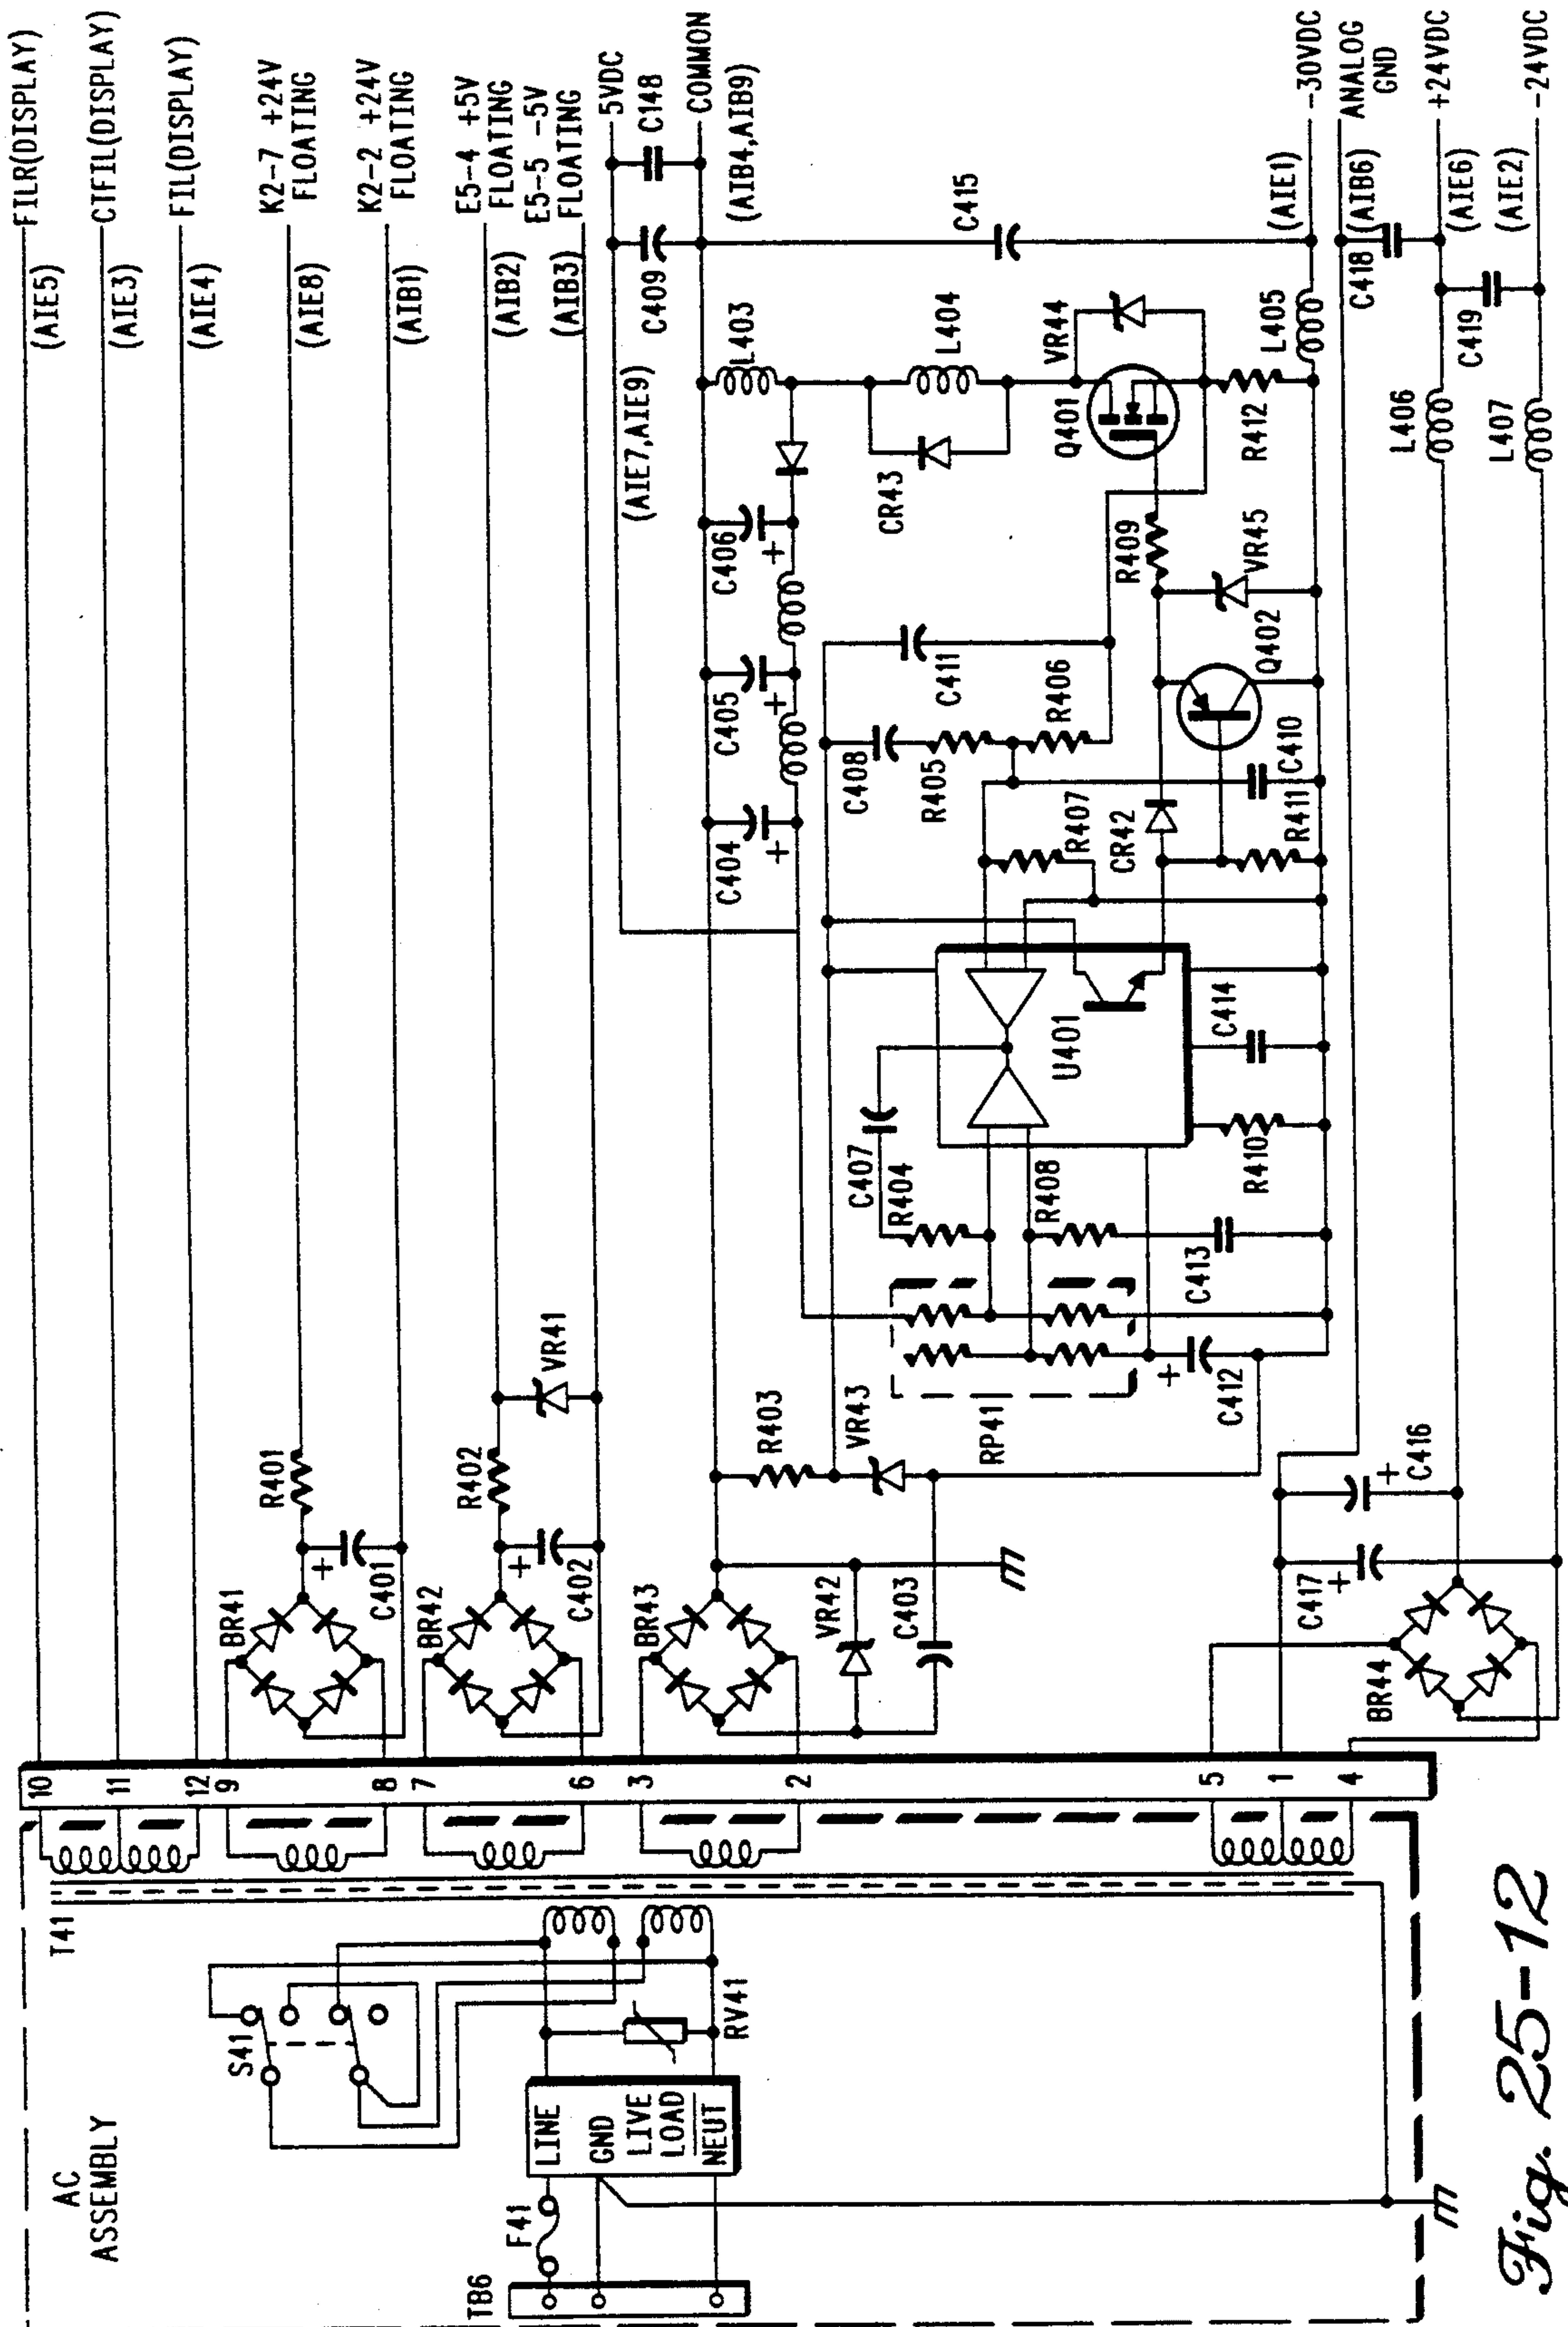 FILR(DISPLAY)
(AIE5)
CTFIL(DISPLAY)
(AIE3)
FIL(DISPLAY)
(AIE4)
K2-7 +24V
FLOATING
(AIE8)
K2-2 +24V
FLOATING
(AIB1)
E5-4 +5V
FLOATING
(AIB2)
E5-5 -5V
FLOATING
(AIB3)
5VDC
C148
COMMON
(AIB4,AIB9)
C409
(AIE7,AIE9)
C415
-30VDC
(AIE1)
ANALOG
GND
(AIB6)
C418
+24VDC
(AIE6)
C419
-24VDC
(AIE2)
L403
L404
CR43
VR44
Q401
R412
L405
L406
L407
C406
+
C405
+
C404
+
C411
C408
R405
R406
R409
VR45
Q402
C410
R407
CR42
R411
U401
C414
C407
R404
R408
R410
C413
RP41
+
C412
R403
VR43
R401
+
C401
BR41
R402
VR41
+
C402
BR42
BR43
VR42
C403
C416
+
C417
+
BR44
10
11
12
9
8
7
6
3
2
5
1
4
T41
S41
RV41
AC
ASSEMBLY
LINE
GND
LIVE
LOAD
NEUT
F41
TB6
Fig. 25-12